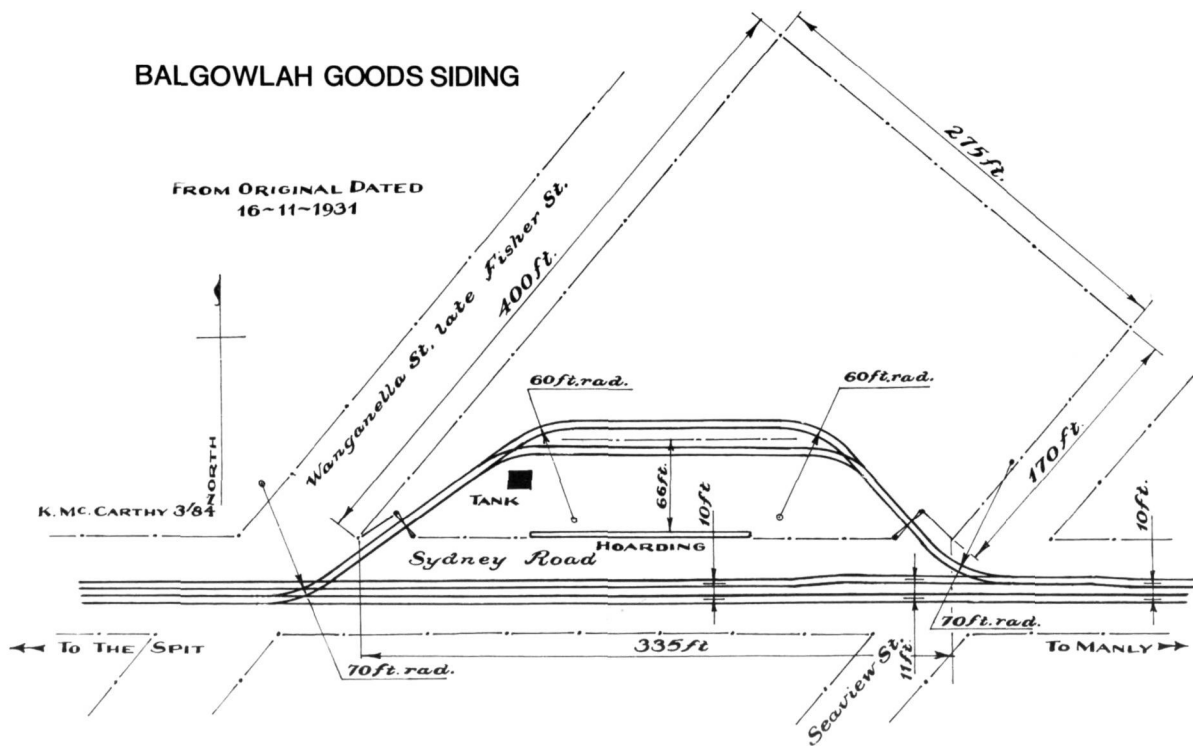 BALGOWLAH GOODS SIDING
FROM ORIGINAL DATED
16~11~1931
Wanganella St. late Fisher St.
400ft.
275ft.
170ft.
60ft.rad.
60ft.rad.
NORTH
K. Mc. CARTHY 3/84
TANK
66ft.
10ft
10ft.
HOARDING
Sydney Road
TO THE SPIT
70ft.rad.
335ft
11ft
Seaview St.
70ft.rad.
TO MANLY